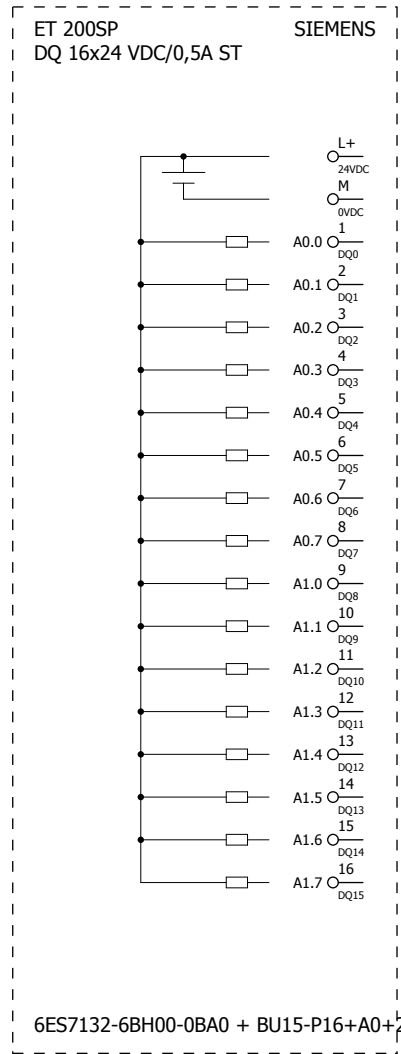 ET 200SP SIEMENS
DQ 16x24 VDC/0,5A ST
L+
24VDC
M
0VDC
1
A0.0
DQ0
2
A0.1
DQ1
3
A0.2
DQ2
4
A0.3
DQ3
5
A0.4
DQ4
6
A0.5
DQ5
7
A0.6
DQ6
8
A0.7
DQ7
9
A1.0
DQ8
10
A1.1
DQ9
11
A1.2
DQ10
12
A1.3
DQ11
13
A1.4
DQ12
14
A1.5
DQ13
15
A1.6
DQ14
16
A1.7
DQ15
6ES7132-6BH00-0BA0 + BU15-P16+A0+2